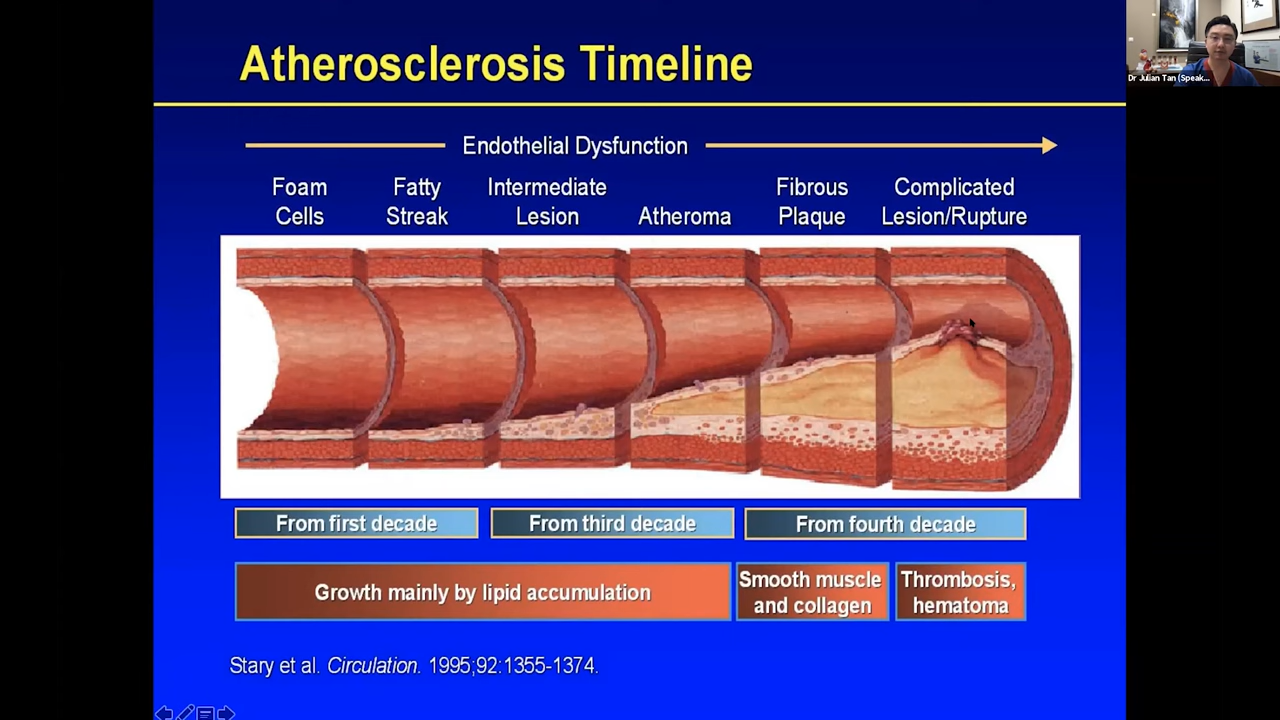 Atherosclerosis Timeline
Dr Julian Tan (Speak...
Endothelial Dysfunction
Foam
Cells
Fatty
Streak
Intermediate
Lesion
Atheroma
Fibrous
Plaque
Complicated
Lesion/Rupture
From first decade
From third decade
From fourth decade
Growth mainly by lipid accumulation
Smooth muscle
and collagen
Thrombosis,
hematoma
Stary et al. Circulation. 1995;92:1355-1374.